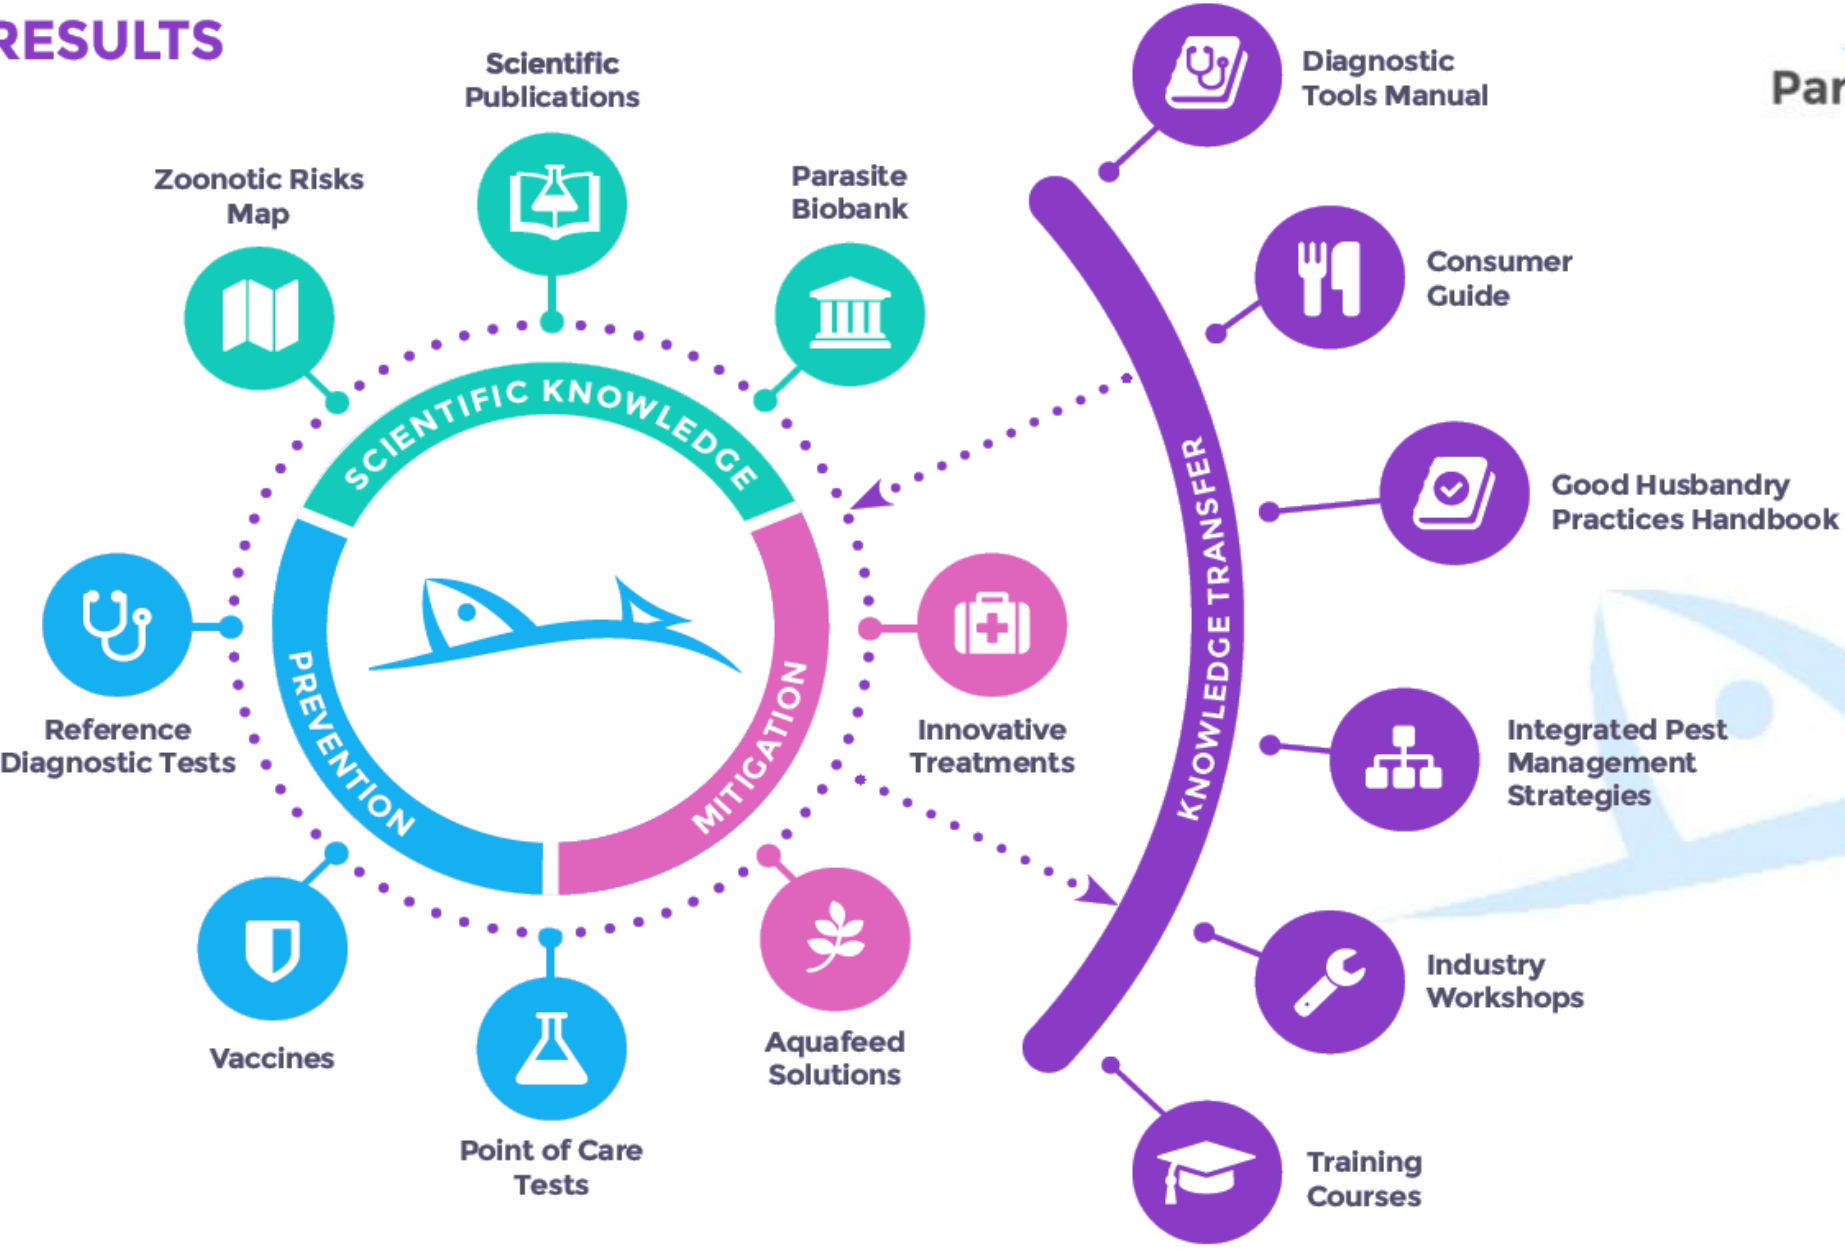 RESULTS
Scientific
Publications
Zoonotic Risks
Map
Parasite
Biobank
SCIENTIFIC KNOWLEDGE
PREVENTION
MITIGATION
Reference
Diagnostic Tests
Vaccines
Point of Care
Tests
Aquafeed
Solutions
Innovative
Treatments
KNOWLEDGE TRANSFER
Diagnostic
Tools Manual
Consumer
Guide
Good Husbandry
Practices Handbook
Integrated Pest
Management
Strategies
Industry
Workshops
Training
Courses